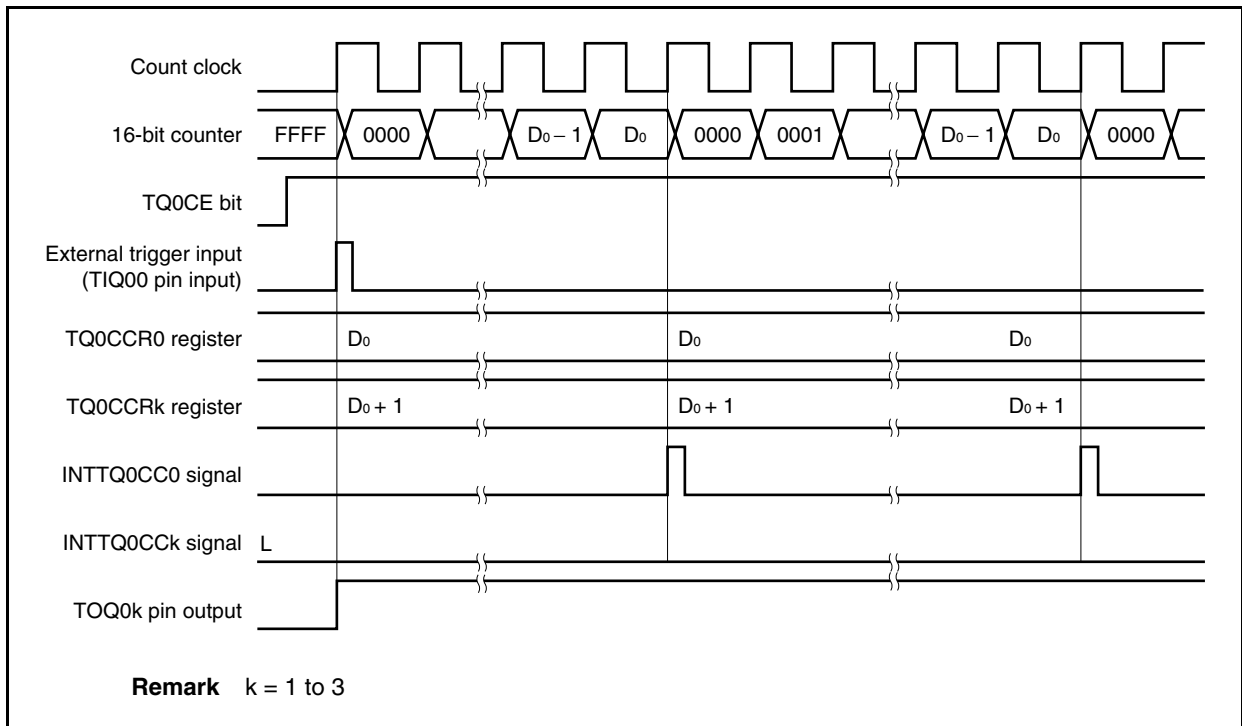 Count clock
16-bit counter FFFF 0000 D0 – 1 D0 0000 0001 D0 – 1 D0 0000
TQ0CE bit
External trigger input
(TIQ00 pin input)
TQ0CCR0 register D0 D0 D0
TQ0CCRk register D0 + 1 D0 + 1 D0 + 1
INTTQ0CC0 signal
INTTQ0CCk signal L
TOQ0k pin output
Remark k = 1 to 3